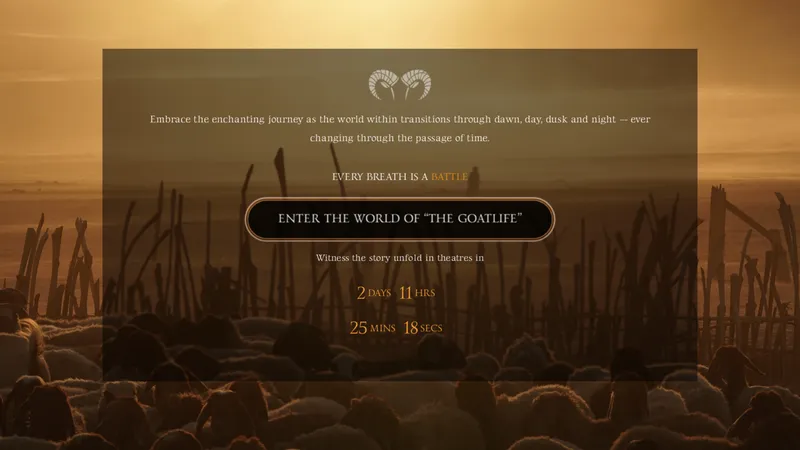 Embrace the enchanting journey as the world within transitions through dawn, day, dusk and night — ever
changing through the passage of time.
EVERY BREATH IS A BATTLE
ENTER THE WORLD OF “THE GOATLIFE”
Witness the story unfold in theatres in
2 DAYS 11 HRS
25 MINS 18 SECS